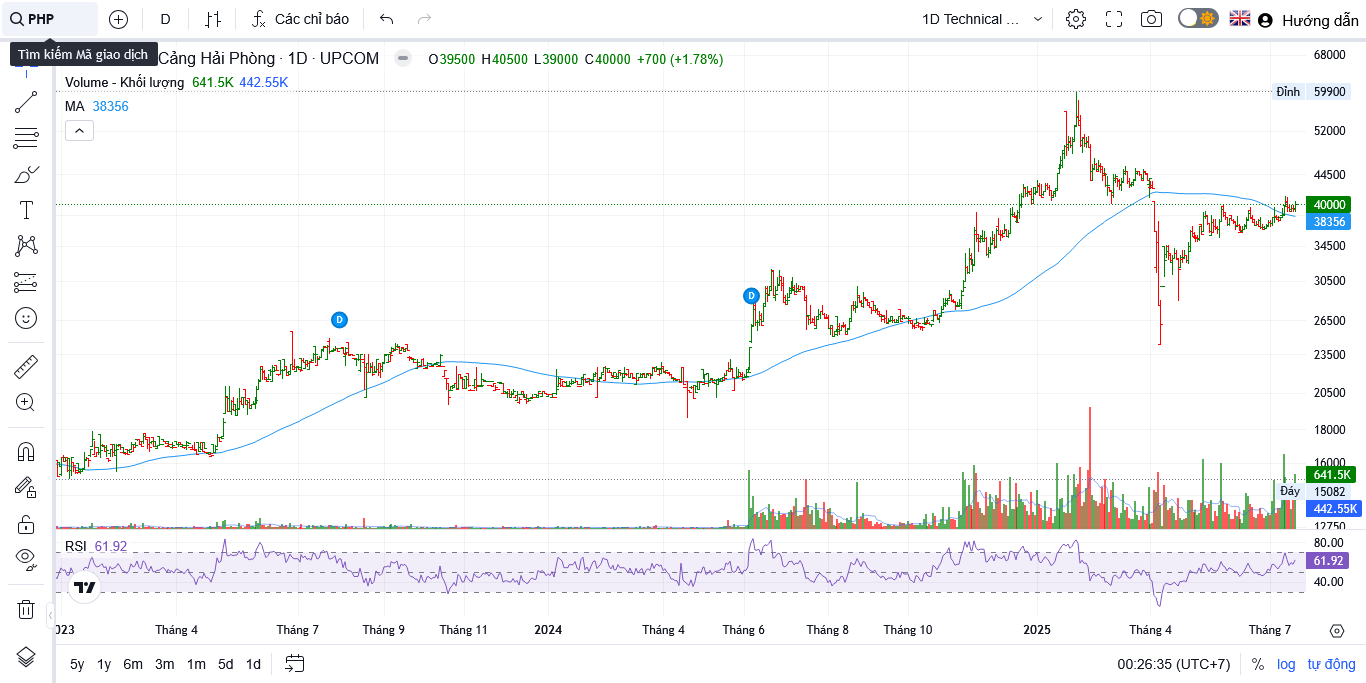 PHP D Các chỉ báo 1D Technical ... Hướng dẫn
Tìm kiếm Mã giao dịch
Cảng Hải Phòng · 1D · UPCOM O39500 H40500 L39000 C40000 +700 (+1.78%)
Volume - Khối lượng 641.5K 442.55K
MA 38356
68000
Đỉnh 59900
52000
44500
40000
38356
34500
30500
26500
23500
20500
18000
16000
641.5K
Đáy 15082
442.55K
12750
D
D
RSI 61.92
80.00
61.92
40.00
023 Tháng 4 Tháng 7 Tháng 9 Tháng 11 2024 Tháng 4 Tháng 6 Tháng 8 Tháng 10 2025 Tháng 4 Tháng 7
5y 1y 6m 3m 1m 5d 1d 00:26:35 (UTC+7) % log tự động